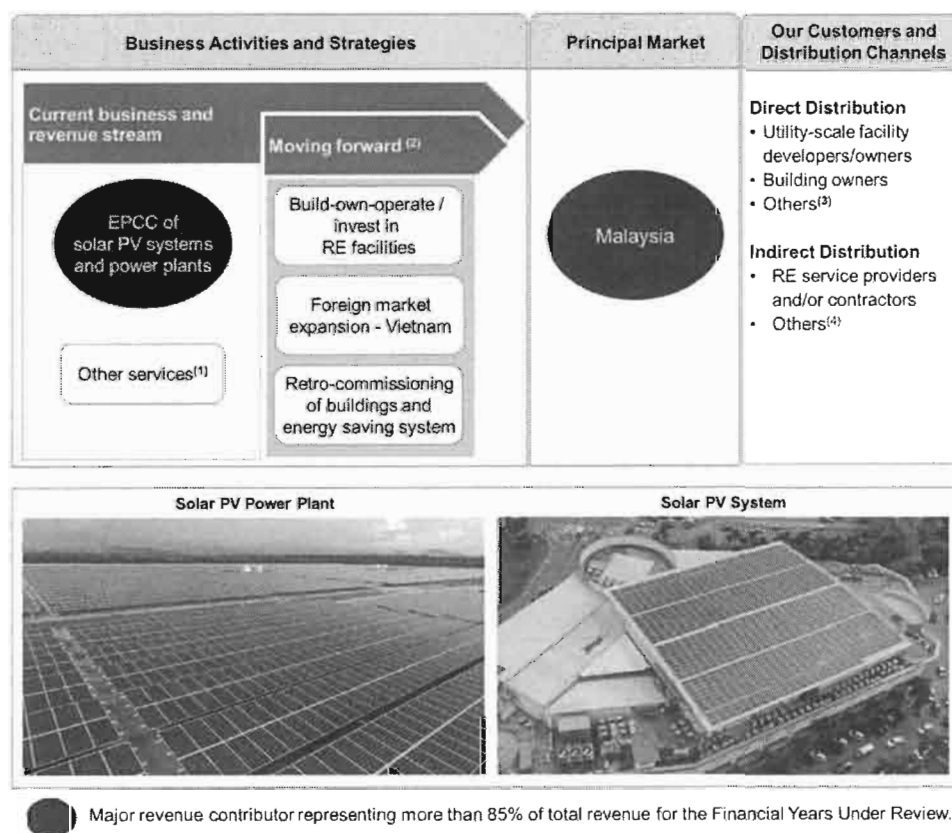 Business Activities and Strategies
Principal Market
Our Customers and
Distribution Channels
Current business and
revenue stream
Moving forward (2)
EPCC of
solar PV systems
and power plants
Other services(1)
Build-own-operate /
invest in
RE facilities
Foreign market
expansion - Vietnam
Retro-commissioning
of buildings and
energy saving system
Malaysia
Direct Distribution
• Utility-scale facility
developers/owners
• Building owners
• Others(3)
Indirect Distribution
• RE service providers
and/or contractors
• Others(4)
Solar PV Power Plant
Solar PV System
Major revenue contributor representing more than 85% of total revenue for the Financial Years Under Review.